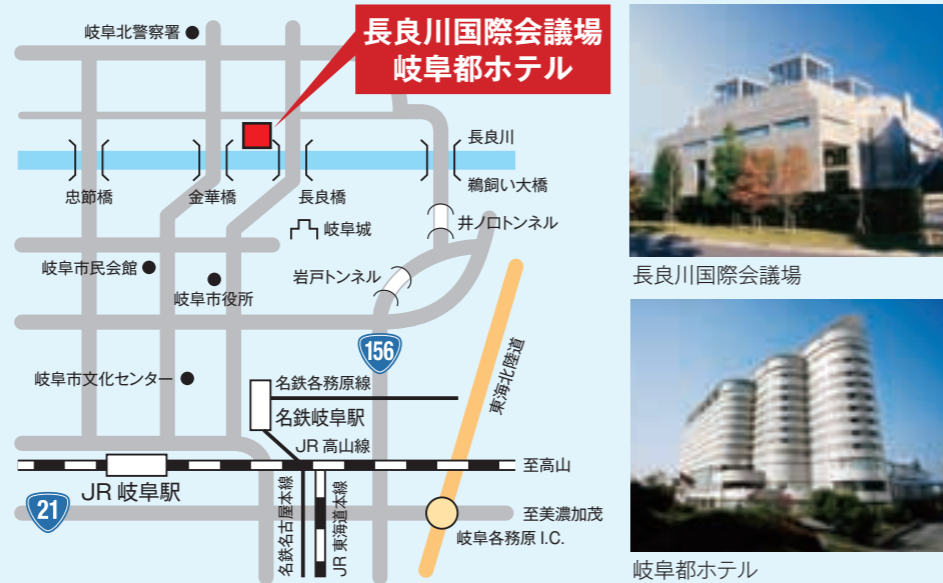 岐阜北警察署
長良川国際会議場
岐阜都ホテル
長良川
忠節橋
金華橋
長良橋
鵜飼い大橋
岐阜城
井ノ口トンネル
岐阜市民会館
岐阜市役所
岩戸トンネル
156
東海北陸道
岐阜市文化センター
名鉄各務原線
名鉄岐阜駅
JR 高山線
至高山
JR 岐阜駅
21
名鉄名古屋本線
JR 東海道本線
至美濃加茂
岐阜各務原 I.C.
長良川国際会議場
岐阜都ホテル